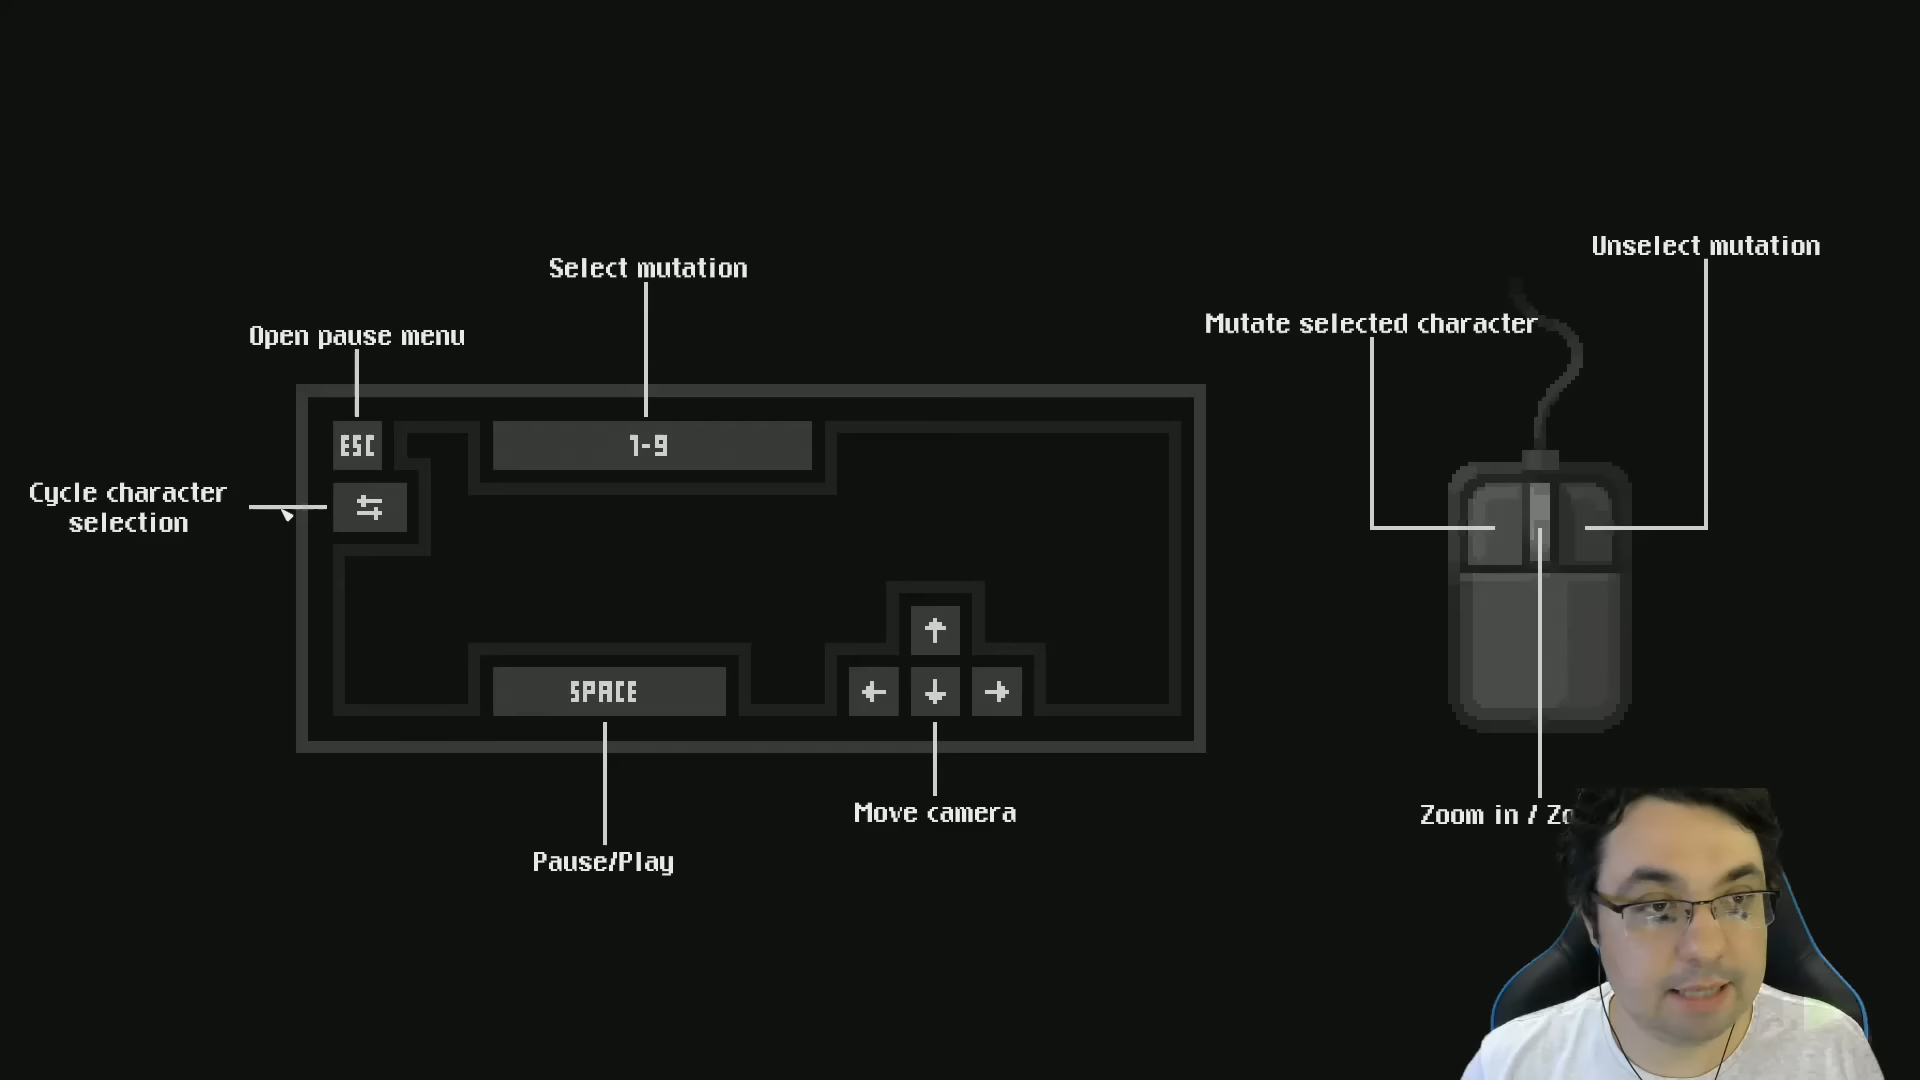 Unselect mutation
Select mutation
Mutate selected character
Open pause menu
ESC
1-9
Cycle character
selection
SPACE
Move camera
Zoom in /
Pause/Play